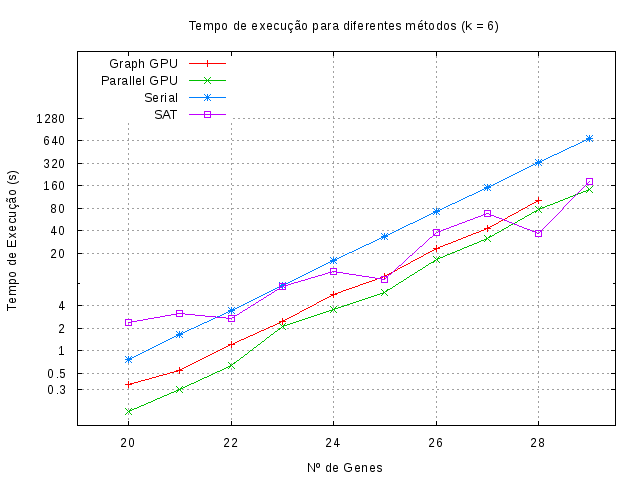 Tempo de execução para diferentes métodos (k = 6)
Graph GPU
Parallel GPU
Serial
SAT
1280
640
320
160
80
40
20
4
2
1
0.5
0.3
Tempo de Execução (s)
20 22 24 26 28
Nº de Genes